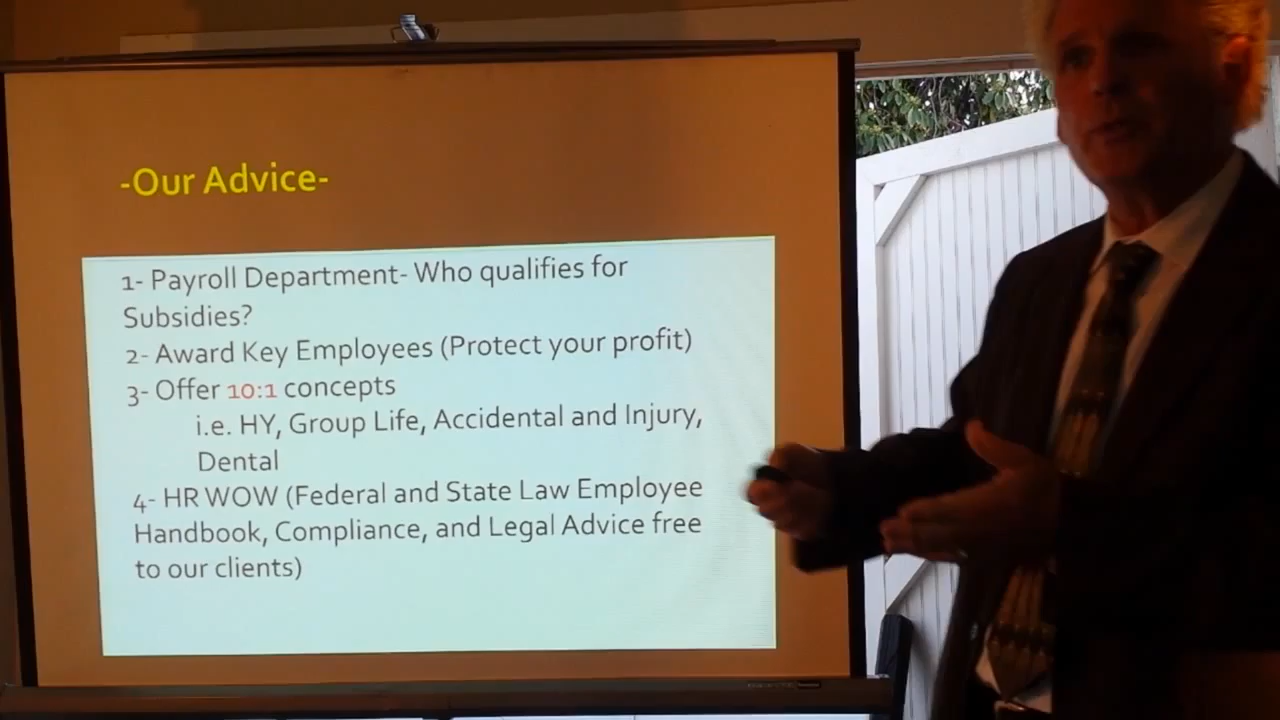 -Our Advice-
1- Payroll Department- Who qualifies for
Subsidies?
2- Award Key Employees (Protect your profit)
3- Offer 10:1 concepts
i.e. HY, Group Life, Accidental and Injury,
Dental
4- HR WOW (Federal and State Law Employee
Handbook, Compliance, and Legal Advice free
to our clients)